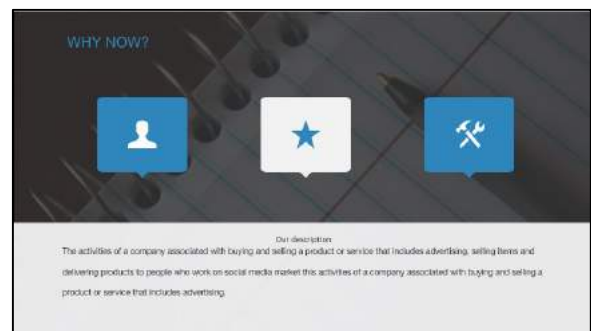 WHY NOW?
Our description
The activities of a company associated with buying and selling a product or service that includes advertising, selling items and
delivering products to people who work on social media market this activities of a company associated with buying and selling a
product or service that includes advertising.